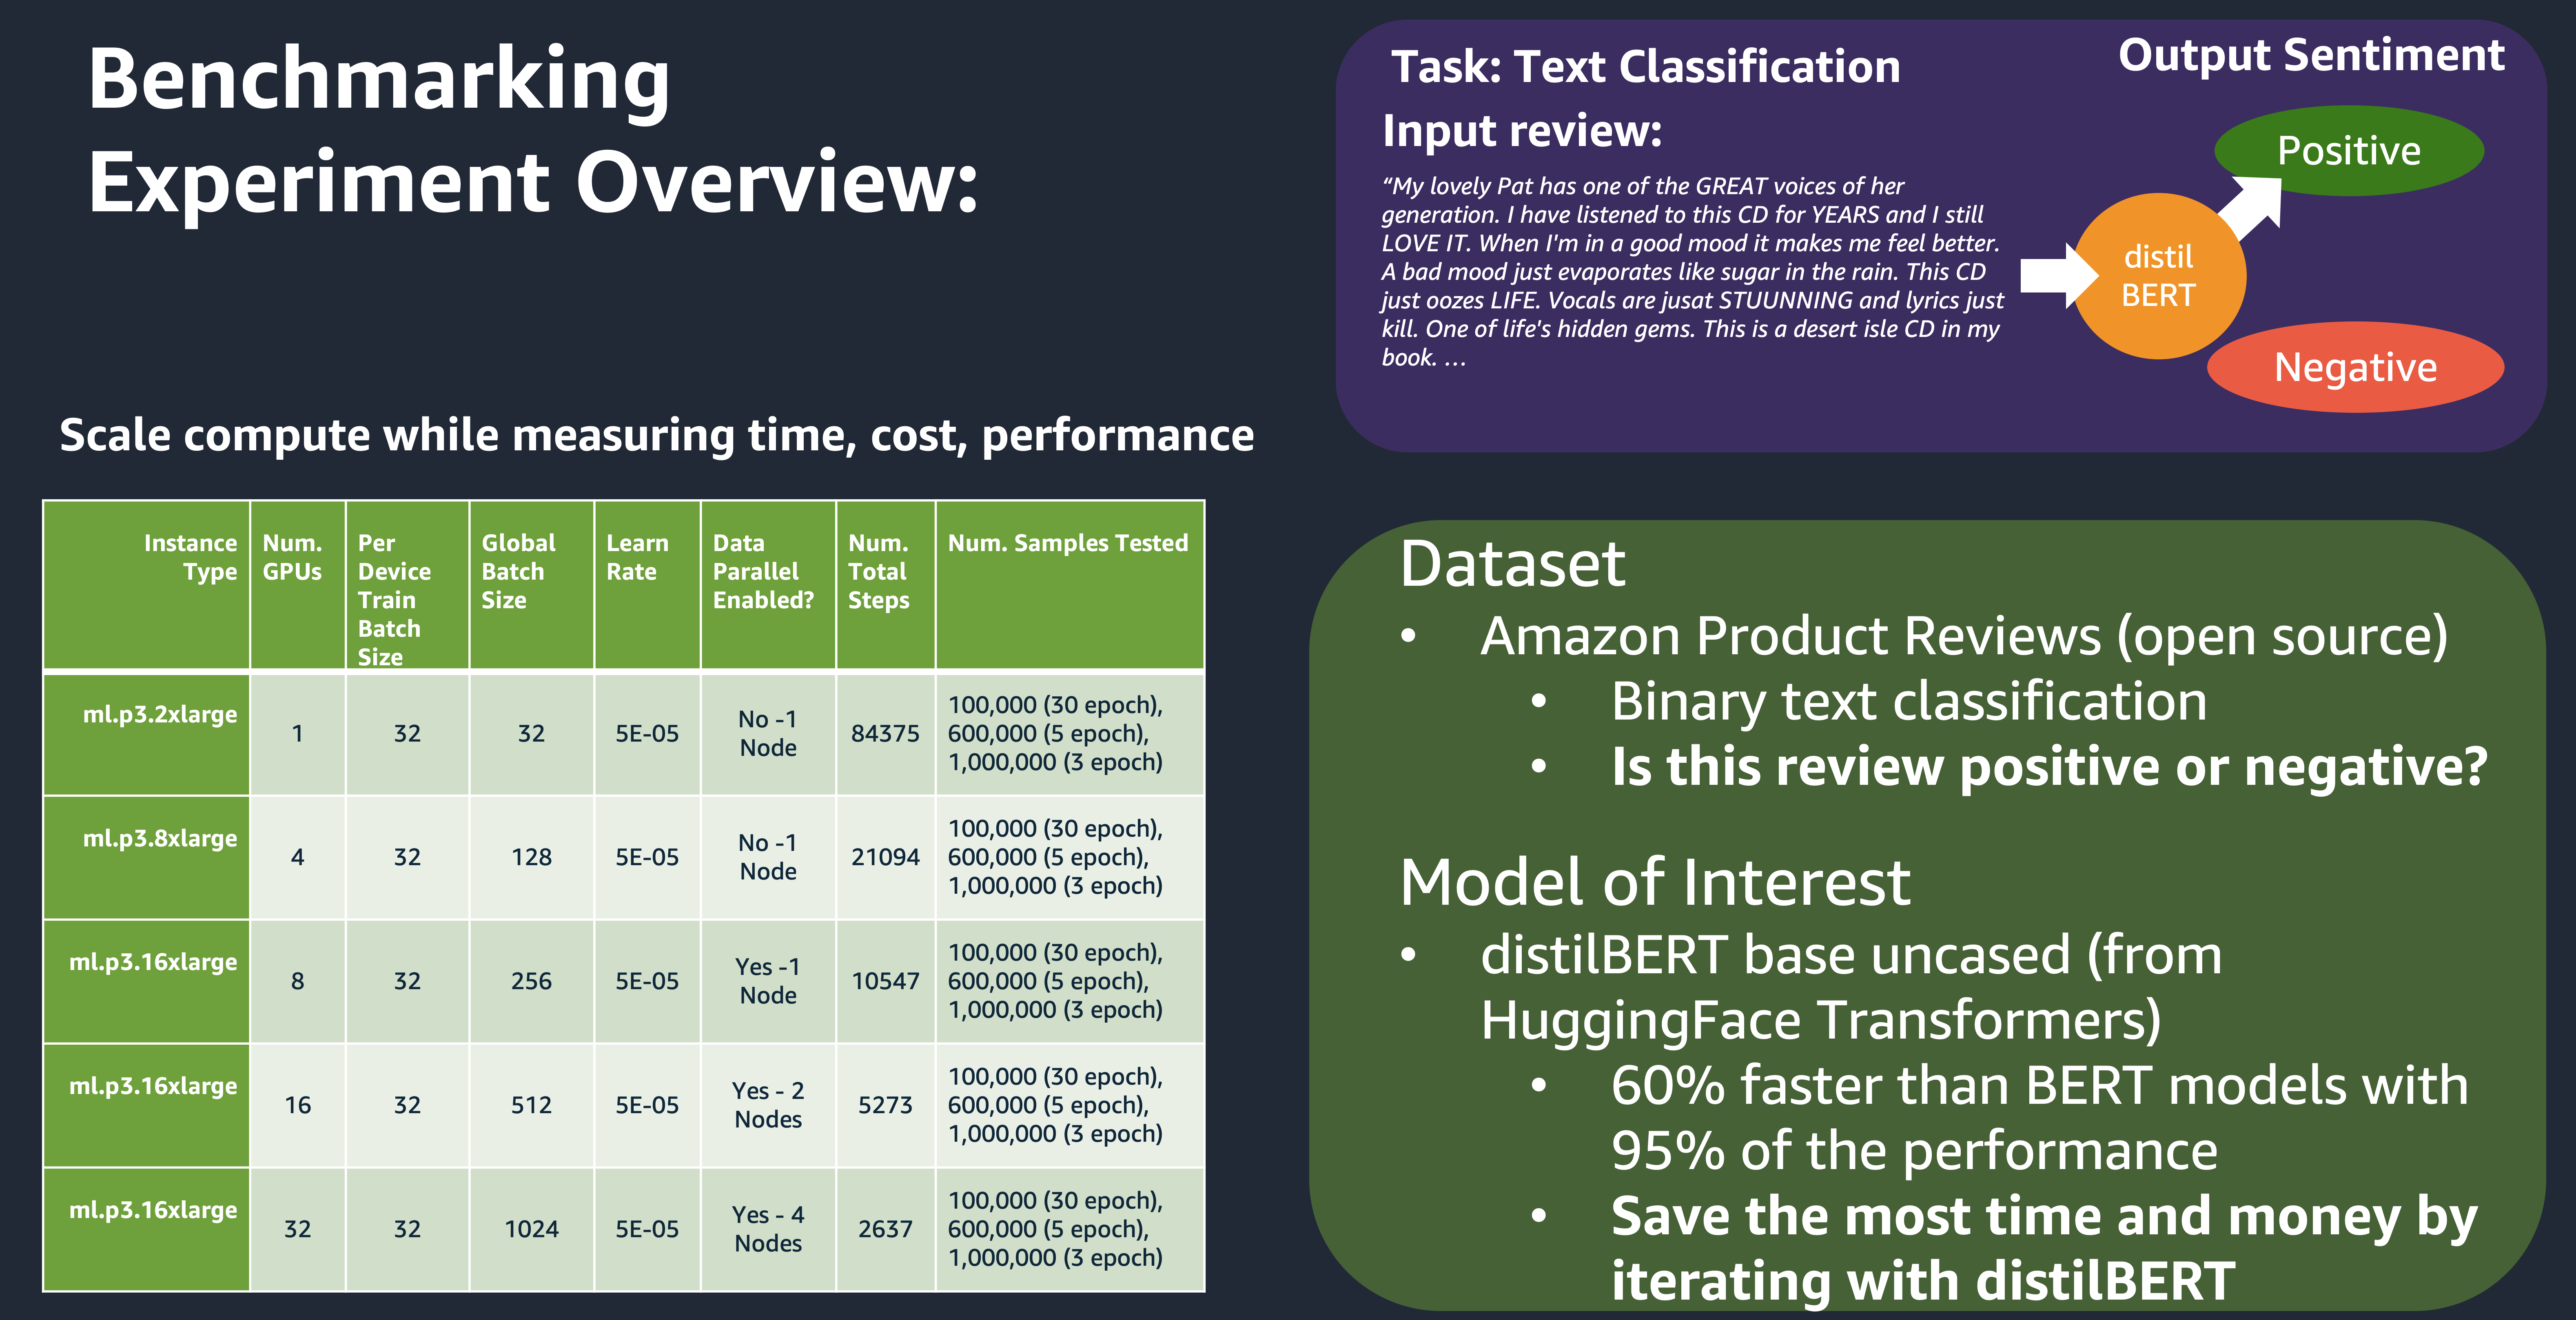 Benchmarking
Experiment Overview:
Task: Text Classification
Output Sentiment
Input review:
“My lovely Pat has one of the GREAT voices of her
generation. I have listened to this CD for YEARS and I still
LOVE IT. When I'm in a good mood it makes me feel better.
A bad mood just evaporates like sugar in the rain. This CD
just oozes LIFE. Vocals are jusat STUUNNING and lyrics just
kill. One of life's hidden gems. This is a desert isle CD in my
book. …
distil
BERT
Positive
Negative
Scale compute while measuring time, cost, performance
Instance
Type
Num.
GPUs
Per
Device
Train
Batch
Size
Global
Batch
Size
Learn
Rate
Data
Parallel
Enabled?
Num.
Total
Steps
Num. Samples Tested
ml.p3.2xlarge
1
32
32
5E-05
No -1
Node
84375
100,000 (30 epoch),
600,000 (5 epoch),
1,000,000 (3 epoch)
ml.p3.8xlarge
4
32
128
5E-05
No -1
Node
21094
100,000 (30 epoch),
600,000 (5 epoch),
1,000,000 (3 epoch)
ml.p3.16xlarge
8
32
256
5E-05
Yes -1
Node
10547
100,000 (30 epoch),
600,000 (5 epoch),
1,000,000 (3 epoch)
ml.p3.16xlarge
16
32
512
5E-05
Yes - 2
Nodes
5273
100,000 (30 epoch),
600,000 (5 epoch),
1,000,000 (3 epoch)
ml.p3.16xlarge
32
32
1024
5E-05
Yes - 4
Nodes
2637
100,000 (30 epoch),
600,000 (5 epoch),
1,000,000 (3 epoch)
Dataset
• Amazon Product Reviews (open source)
• Binary text classification
• Is this review positive or negative?
Model of Interest
• distilBERT base uncased (from
HuggingFace Transformers)
• 60% faster than BERT models with
95% of the performance
• Save the most time and money by
iterating with distilBERT